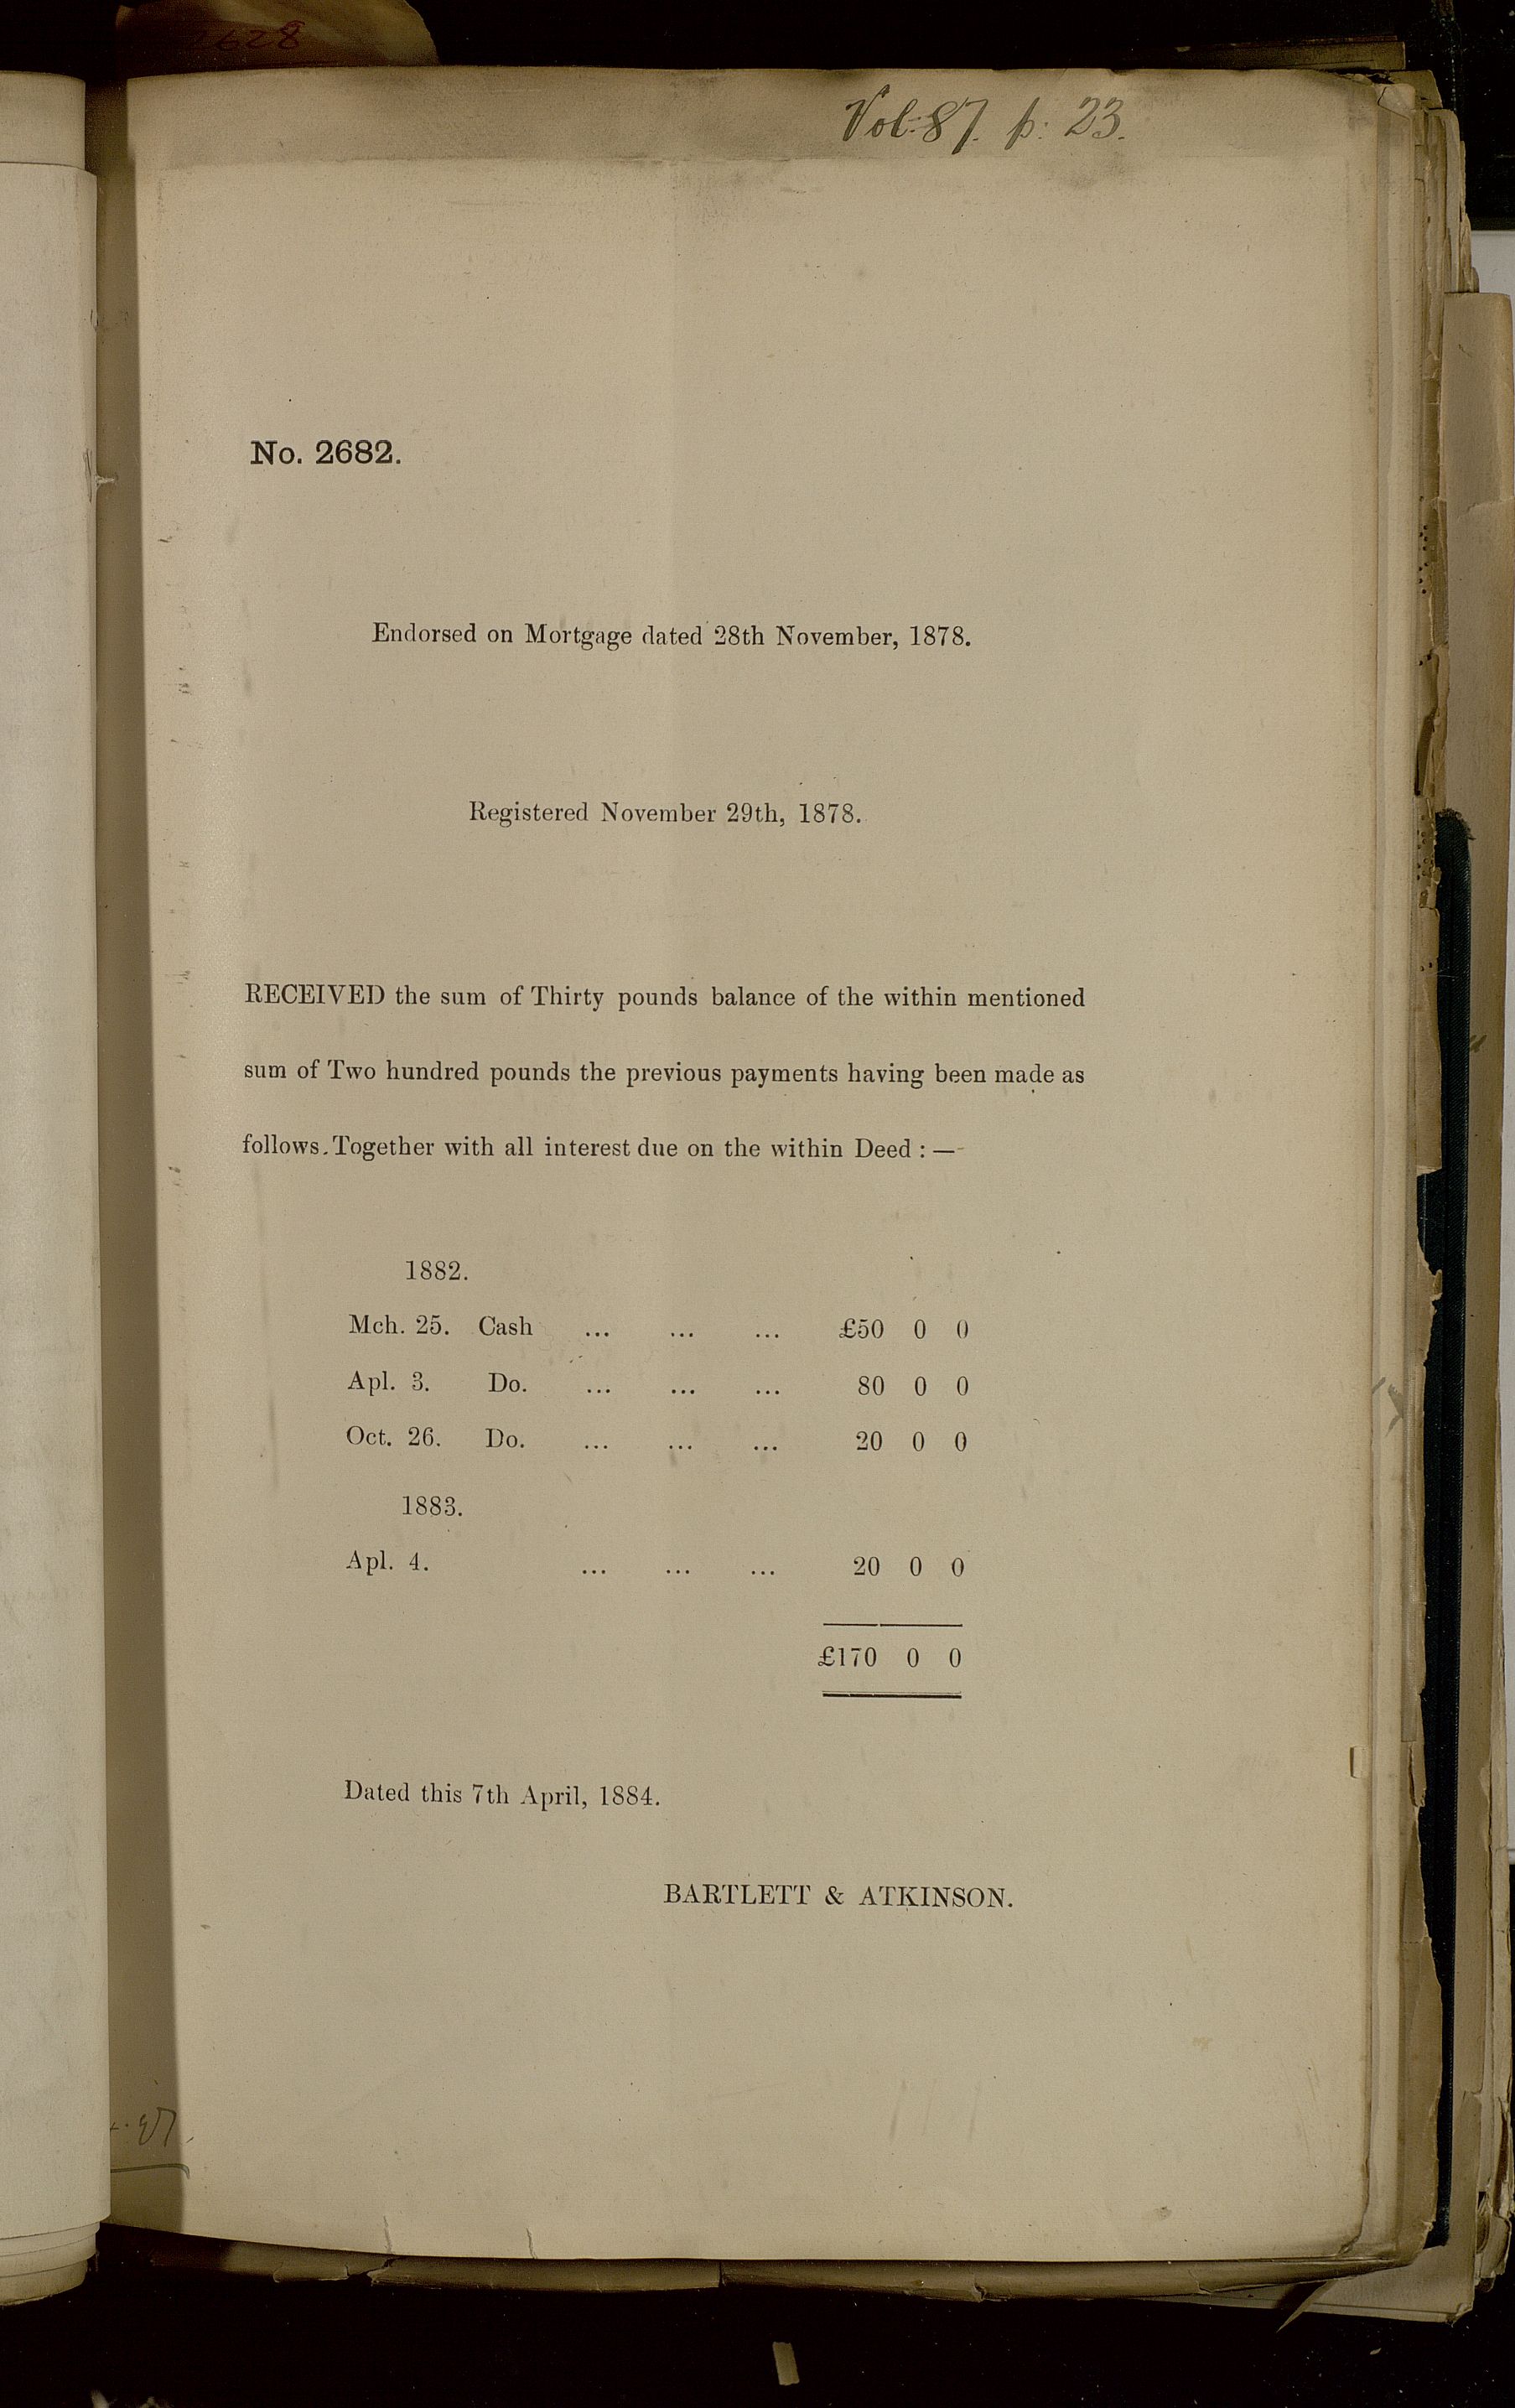 Vol: 87. p: 23.
No. 2682.
Endorsed on Mortgage dated 28th November, 1878.
Registered November 29th, 1878.
RECEIVED the sum of Thirty pounds balance of the within mentioned
sum of Two hundred pounds the previous payments having been made as
follows. Together with all interest due on the within Deed : —
1882.
Mch. 25. Cash ... ... ... £50 0 0
Apl. 3. Do. ... ... ... 80 0 0
Oct. 26. Do. ... ... ... 20 0 0
1883.
Apl. 4. ... ... ... 20 0 0
£170 0 0
Dated this 7th April, 1884.
BARTLETT & ATKINSON.